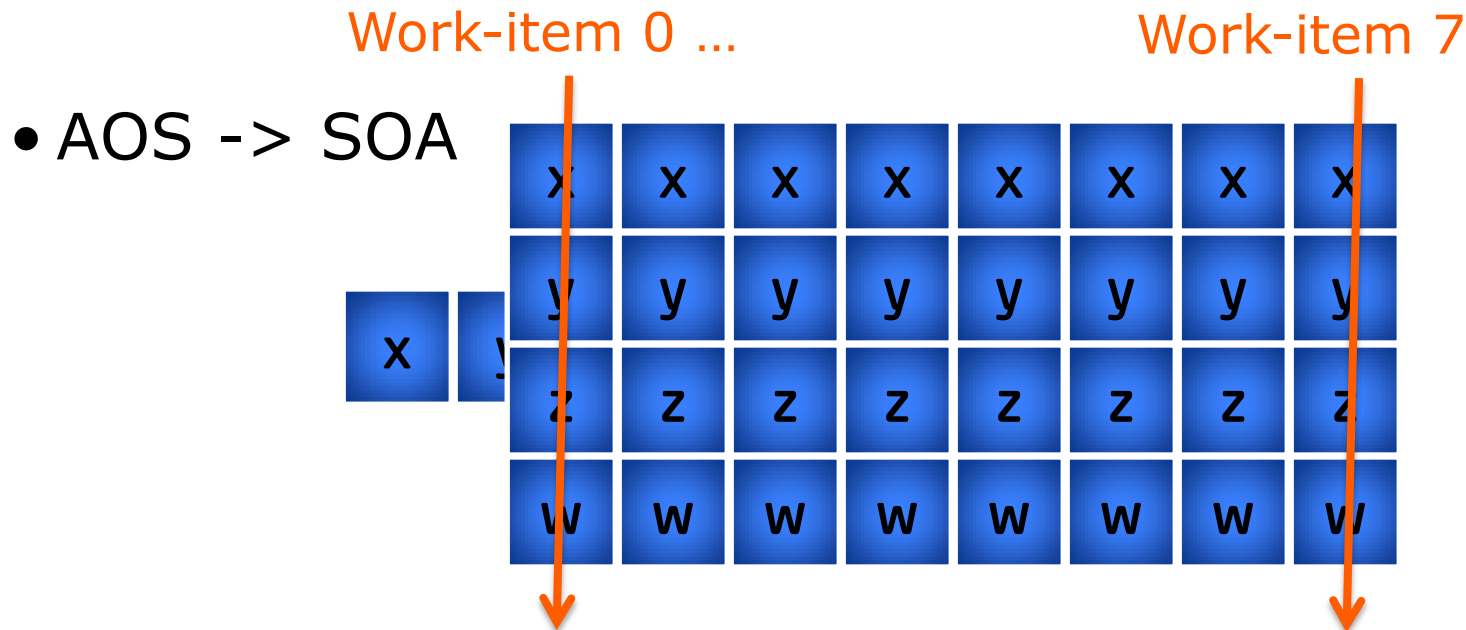 Work-item 0 … Work-item 7
• AOS -> SOA
x x x x x x x x
y y y y y y y y
x y
z z z z z z z z
w w w w w w w w